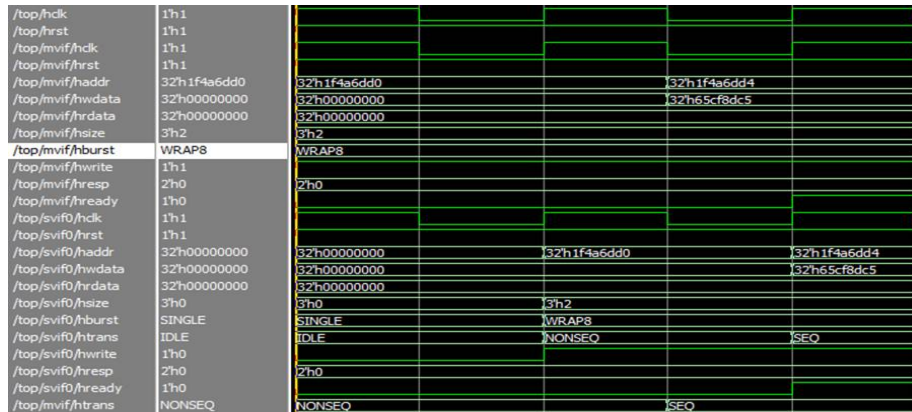 /top/hclk 1'h1
/top/hrst 1'h1
/top/mvif/hclk 1'h1
/top/mvif/hrst 1'h1
/top/mvif/haddr 32'h1f4a6dd0 32'h1f4a6dd0 32'h1f4a6dd4
/top/mvif/hwdata 32'h00000000 32'h00000000 32'h65cf8dc5
/top/mvif/hrdata 32'h00000000 32'h00000000
/top/mvif/hsize 3'h2 3'h2
/top/mvif/hburst WRAP8 WRAP8
/top/mvif/hwrite 1'h1
/top/mvif/hresp 2'h0 2'h0
/top/mvif/hready 1'h0
/top/svif0/hclk 1'h1
/top/svif0/hrst 1'h1
/top/svif0/haddr 32'h00000000 32'h00000000 32'h1f4a6dd0 32'h1f4a6dd4
/top/svif0/hwdata 32'h00000000 32'h00000000 32'h65cf8dc5
/top/svif0/hrdata 32'h00000000 32'h00000000
/top/svif0/hsize 3'h0 3'h0 3'h2
/top/svif0/hburst SINGLE SINGLE WRAP8
/top/svif0/htrans IDLE IDLE NONSEQ SEQ
/top/svif0/hwrite 1'h0
/top/svif0/hresp 2'h0 2'h0
/top/svif0/hready 1'h0
/top/mvif/htrans NONSEQ NONSEQ SEQ